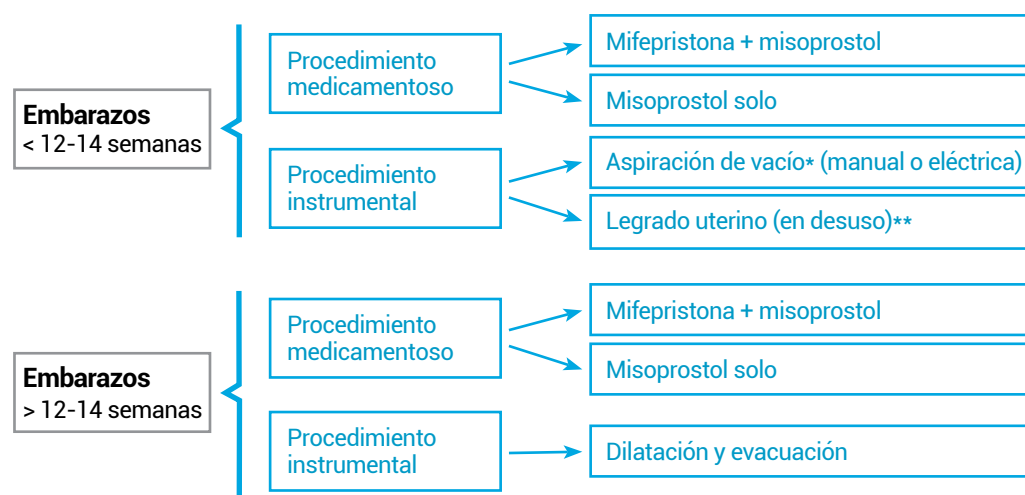 Embarazos
< 12-14 semanas
Procedimiento
medicamentoso
Mifepristona + misoprostol
Misoprostol solo
Procedimiento
instrumental
Aspiración de vacío* (manual o eléctrica)
Legrado uterino (en desuso)**
Embarazos
> 12-14 semanas
Procedimiento
medicamentoso
Mifepristona + misoprostol
Misoprostol solo
Procedimiento
instrumental
Dilatación y evacuación